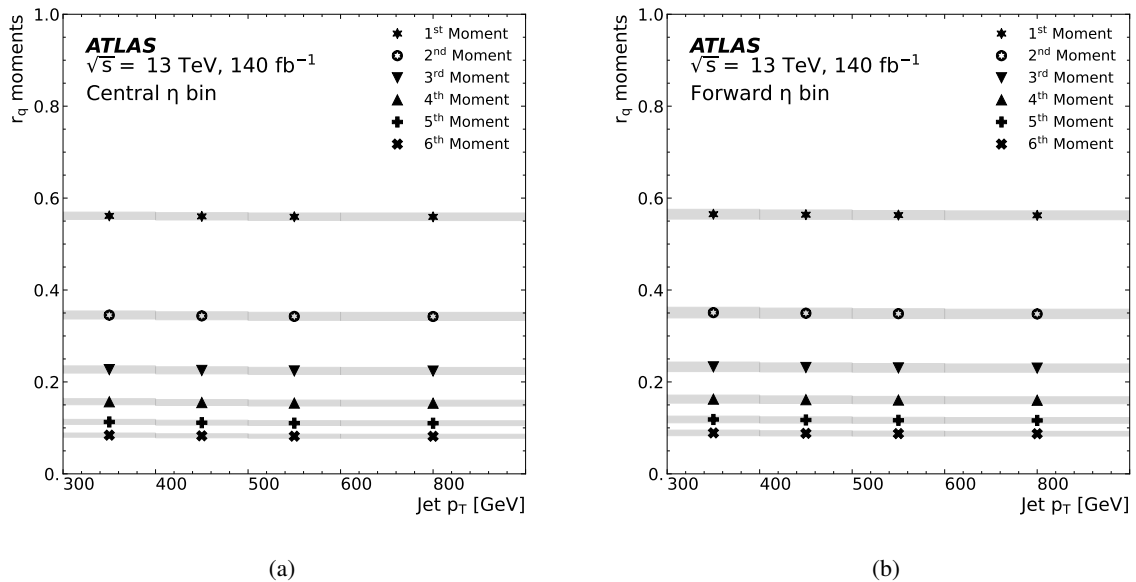 r_q moments
1.0
0.8
0.6
0.4
0.2
0.
300 400 500 600 800
Jet p_T [GeV]
ATLAS
√s = 13 TeV, 140 fb⁻¹
Central η bin
1ˢᵗ Moment
2ⁿᵈ Moment
3ʳᵈ Moment
4ᵗʰ Moment
5ᵗʰ Moment
6ᵗʰ Moment
(a)
r_q moments
1.0
0.8
0.6
0.4
0.2
0.
300 400 500 600 800
Jet p_T [GeV]
ATLAS
√s = 13 TeV, 140 fb⁻¹
Forward η bin
1ˢᵗ Moment
2ⁿᵈ Moment
3ʳᵈ Moment
4ᵗʰ Moment
5ᵗʰ Moment
6ᵗʰ Moment
(b)